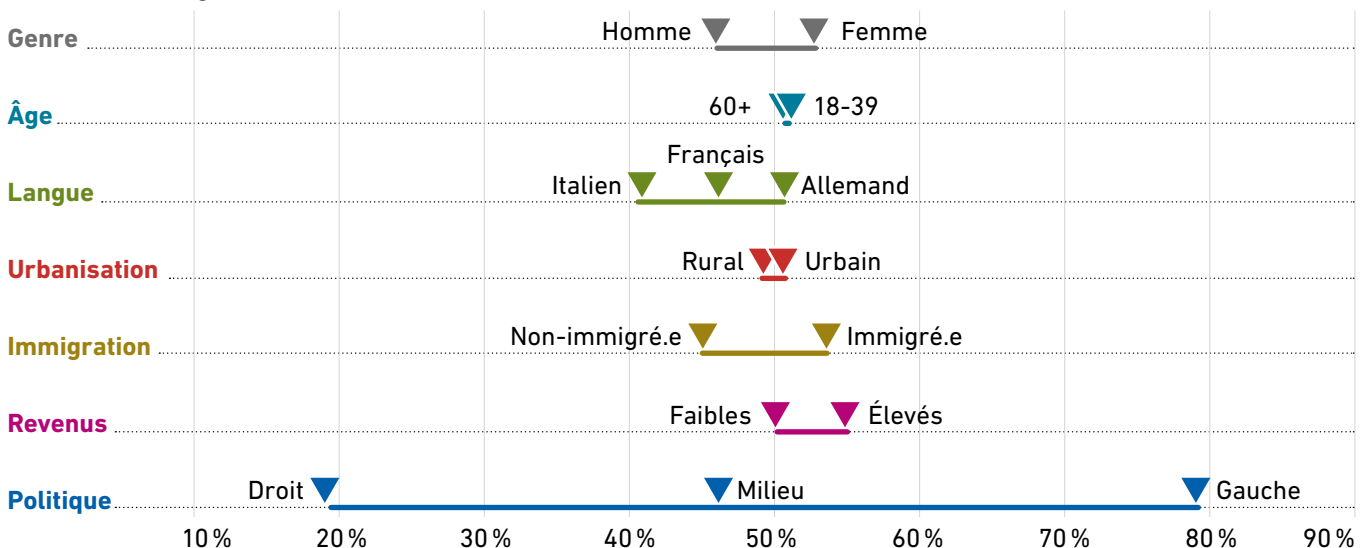 Genre
Homme
Femme
Âge
60+
18-39
Français
Langue
Italien
Allemand
Urbanisation
Rural
Urbain
Immigration
Non-immigré.e
Immigré.e
Revenus
Faibles
Élevés
Politique
Droit
Milieu
Gauche
10 % 20 % 30 % 40 % 50 % 60 % 70 % 80 % 90 %